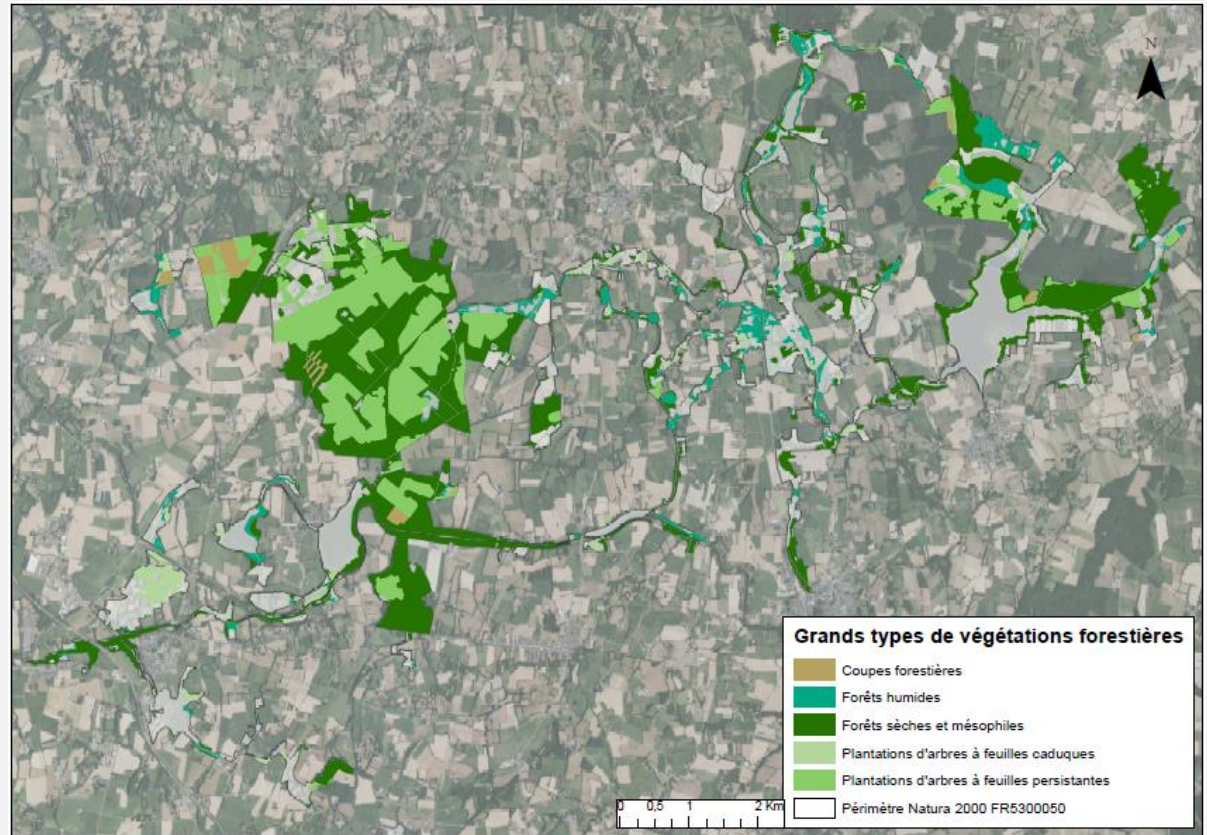 N
Grands types de végétations forestières
Coupes forestières
Forêts humides
Forêts sèches et mésophiles
Plantations d'arbres à feuilles caduques
Plantations d'arbres à feuilles persistantes
Périmètre Natura 2000 FR5300050
0 0,5 1 2 Km